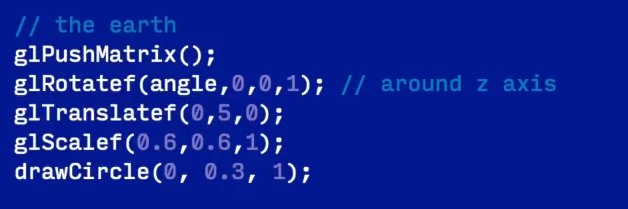 // the earth
glPushMatrix();
glRotatef(angle,0,0,1); // around z axis
glTranslatef(0,5,0);
glScalef(0.6,0.6,1);
drawCircle(0, 0.3, 1);